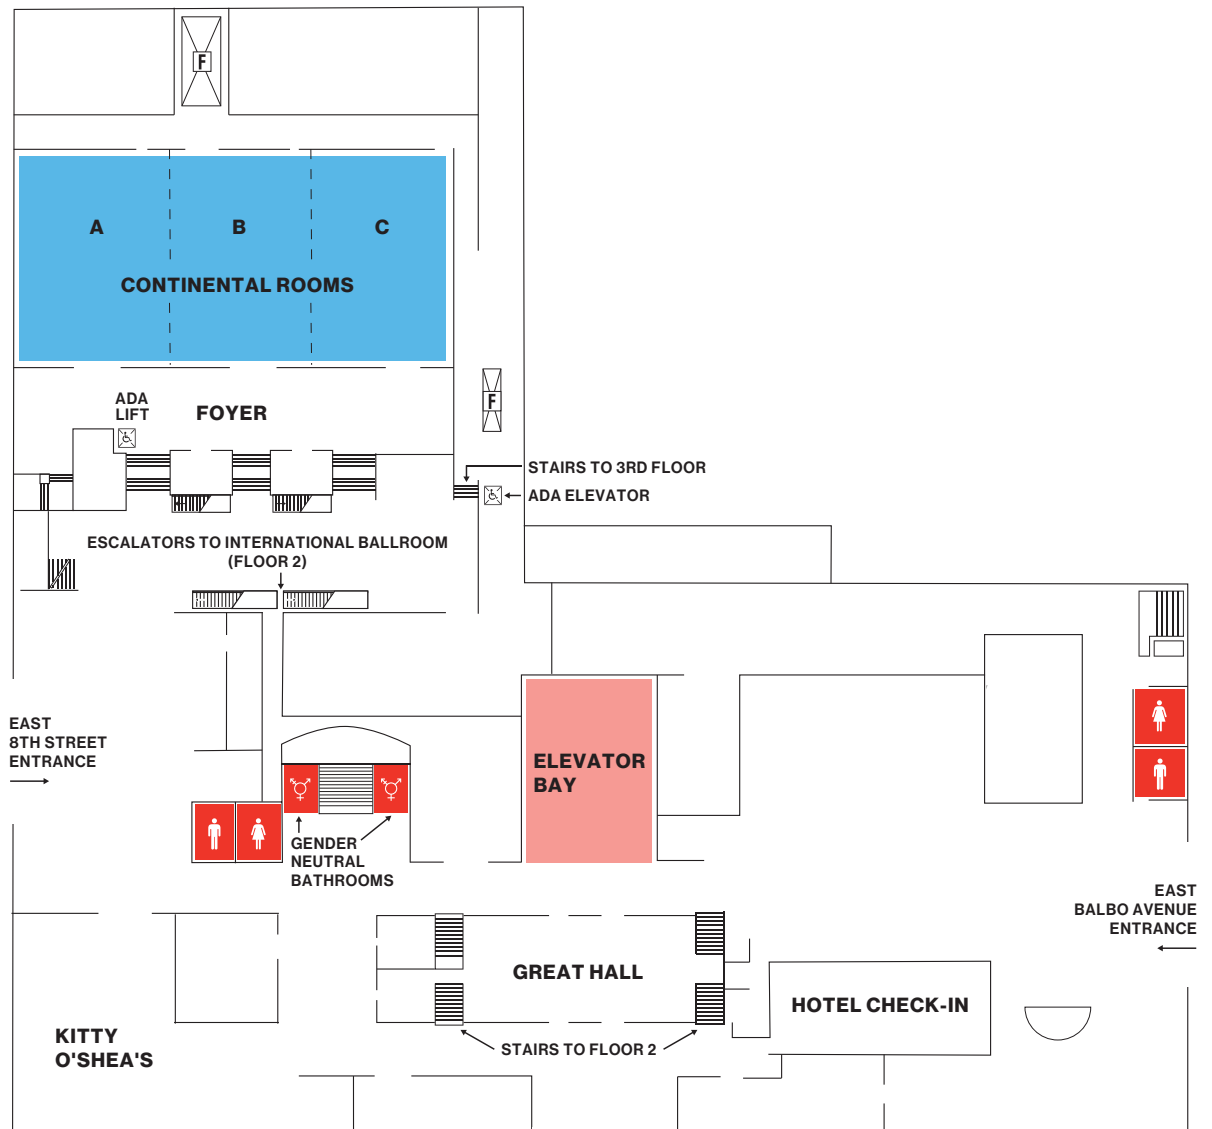 F
A
B
C
CONTINENTAL ROOMS
ADA
LIFT
FOYER
F
STAIRS TO 3RD FLOOR
ADA ELEVATOR
ESCALATORS TO INTERNATIONAL BALLROOM
(FLOOR 2)
EAST
8TH STREET
ENTRANCE
ELEVATOR
BAY
GENDER
NEUTRAL
BATHROOMS
EAST
BALBO AVENUE
ENTRANCE
GREAT HALL
HOTEL CHECK-IN
KITTY
O'SHEA'S
STAIRS TO FLOOR 2